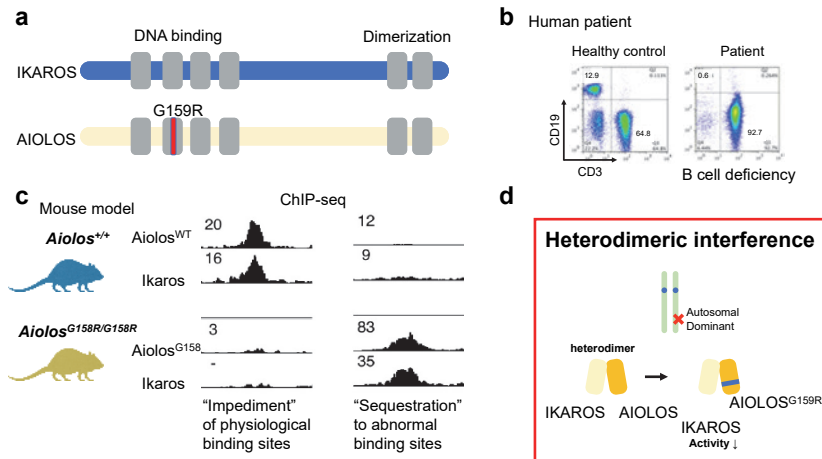 a
DNA binding
Dimerization
IKAROS
G159R
AIOLOS
b
Human patient
Healthy control
Patient
12.9
64.8
0.6
92.7
CD19
CD3
B cell deficiency
c
Mouse model
ChIP-seq
Aiolos+/+
Aiolos^WT
20
12
Ikaros
16
9
Aiolos^G158R/G158R
Aiolos^G158
3
83
Ikaros
-
35
"Impediment"
of physiological
binding sites
"Sequestration"
to abnormal
binding sites
d
Heterodimeric interference
Autosomal
Dominant
heterodimer
IKAROS
AIOLOS
AIOLOS^G159R
IKAROS
Activity ↓